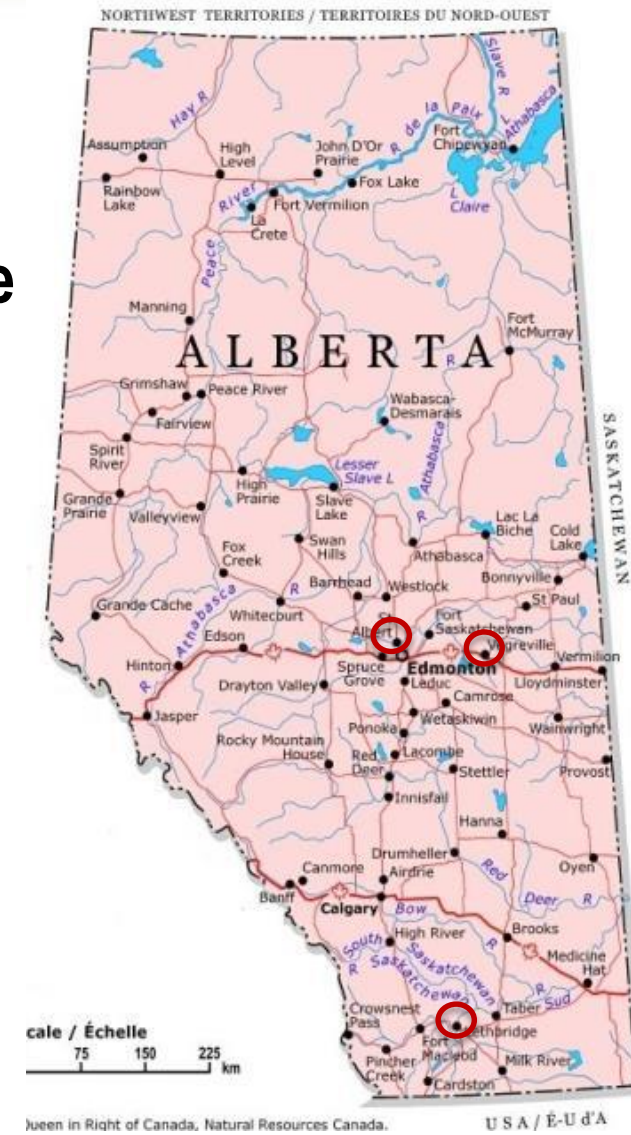 NORTHWEST TERRITORIES / TERRITOIRES DU NORD-OUEST
Slave R
Hay R
R de la Paix
L Athabasca
Fort
Chipewyan
Assumption
High
Level
John D'Or
Prairie
Fox Lake
Rainbow
Lake
River
Fort Vermilion
L
Claire
La
Crete
e
Peace
Manning
Fort
McMurray
ALBERTA
R
Grimshaw
Peace River
Fairview
Wabasca-
Desmarais
Athabasca
SASKATCHEWAN
Spirit
River
Lesser
Slave L
High
Prairie
Grande
Prairie
Valleyview
Slave
Lake
R
Lac La
Biche
Cold
Lake
Swan
Hills
Fox
Creek
Athabasca
Bonnyville
Barrhead
Westlock
St Paul
Grande Cache
Athabasca
R
Whitecourt
St
Albert
Fort
Saskatchewan
Edson
Vegreville
Vermilion
Hinton
Spruce
Grove
Edmonton
Lloydminster
R
Drayton Valley
Leduc
Camrose
Jasper
Wetaskiwin
Ponoka
Wainwright
Rocky Mountain
House
Red
Deer
Lacombe
Stettler
Provost
Innisfail
Hanna
Drumheller
Red
Deer R
Oyen
Canmore
Airdrie
Banff
Calgary
Bow
R
Brooks
High River
South
Saskatchewan
R
Saskatchewan
Medicine
Hat
R
Sud
Crowsnest
Pass
Taber
cale / Échelle
Lethbridge
Fort
Macleod
75 150 225
km
Pincher
Creek
Milk River
Cardston
Queen in Right of Canada, Natural Resources Canada.
USA / É-U d'A